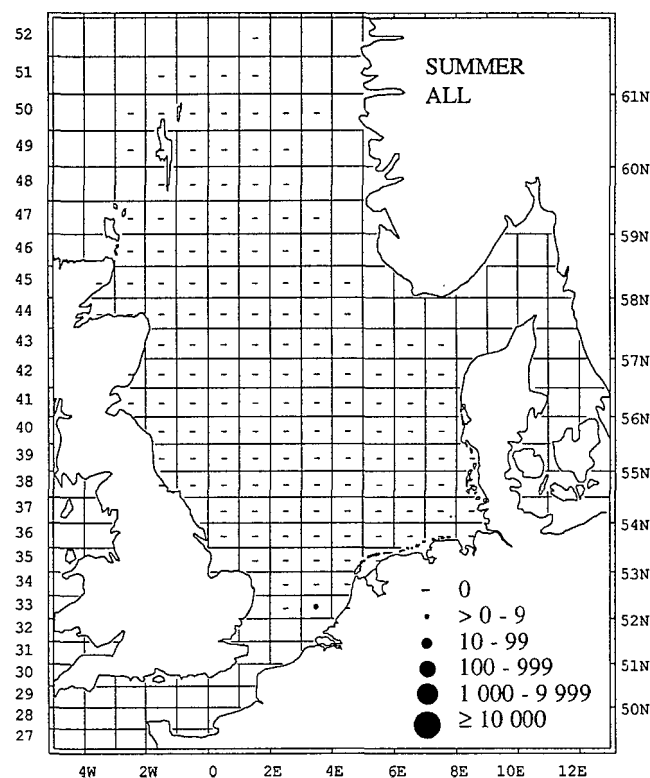 SUMMER
ALL
52
51
50
49
48
47
46
45
44
43
42
41
40
39
38
37
36
35
34
33
32
31
30
29
28
27
61N
60N
59N
58N
57N
56N
55N
54N
53N
52N
51N
50N
- 0
> 0 - 9
10 - 99
100 - 999
1 000 - 9 999
≥ 10 000
4W 2W 0 2E 4E 6E 8E 10E 12E